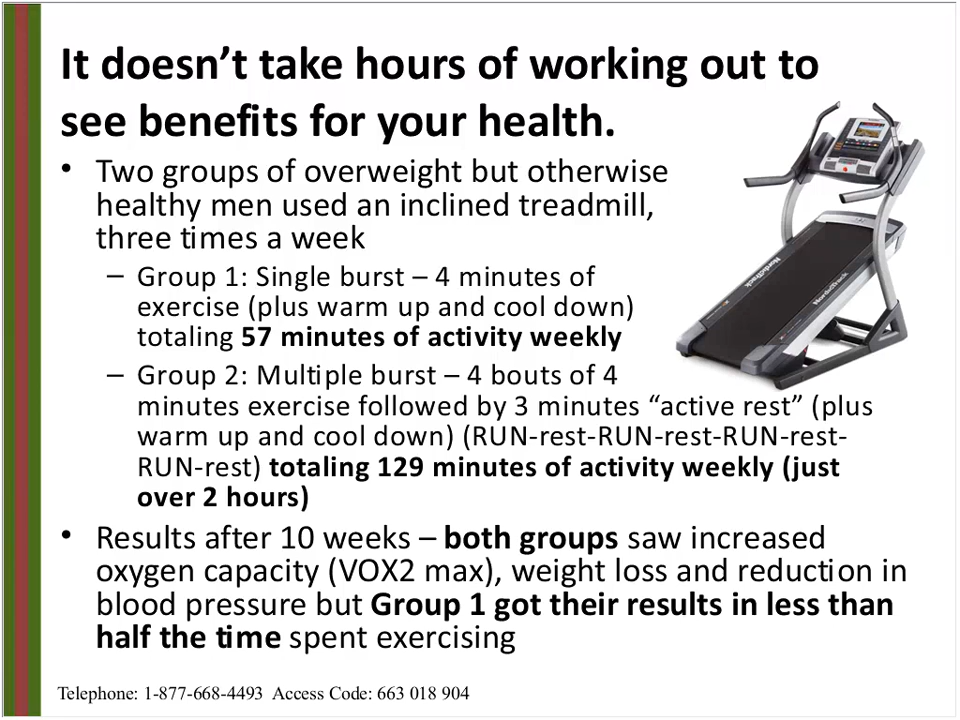 It doesn’t take hours of working out to
see benefits for your health.
• Two groups of overweight but otherwise
healthy men used an inclined treadmill,
three times a week
– Group 1: Single burst – 4 minutes of
exercise (plus warm up and cool down)
totaling 57 minutes of activity weekly
– Group 2: Multiple burst – 4 bouts of 4
minutes exercise followed by 3 minutes “active rest” (plus
warm up and cool down) (RUN-rest-RUN-rest-RUN-rest-
RUN-rest) totaling 129 minutes of activity weekly (just
over 2 hours)
• Results after 10 weeks – both groups saw increased
oxygen capacity (VOX2 max), weight loss and reduction in
blood pressure but Group 1 got their results in less than
half the time spent exercising
NordicTrack
NordicTrack
Telephone: 1-877-668-4493 Access Code: 663 018 904